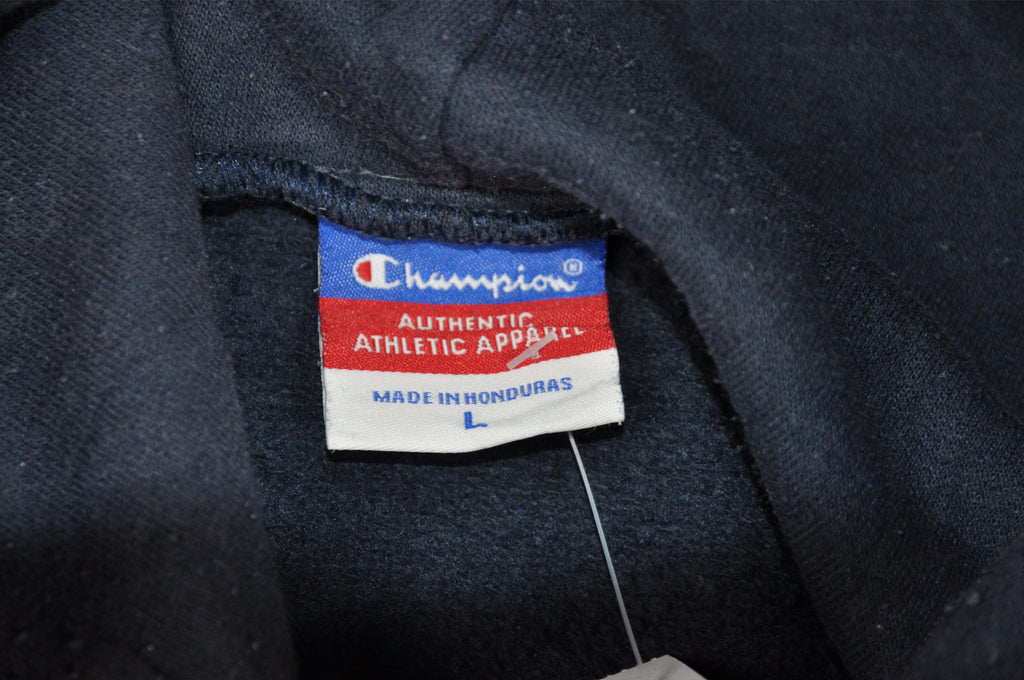 Champion®
AUTHENTIC
ATHLETIC APPAREL
MADE IN HONDURAS
L